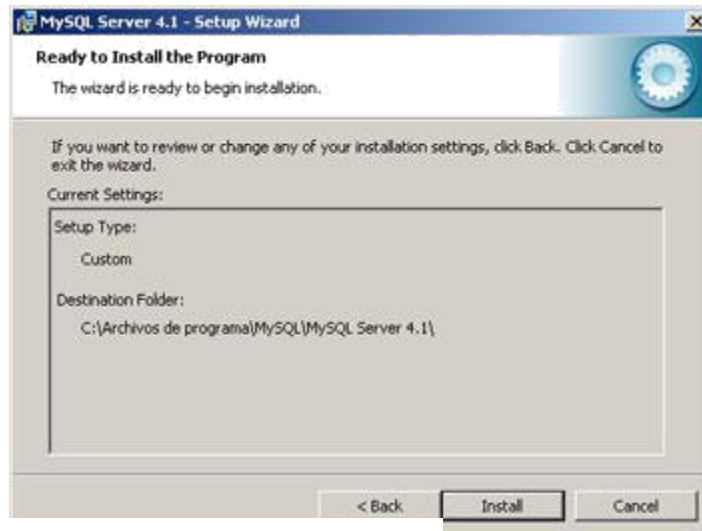 MySQL Server 4.1 - Setup Wizard
Ready to Install the Program
The wizard is ready to begin installation.
If you want to review or change any of your installation settings, click Back. Click Cancel to
exit the wizard.
Current Settings:
Setup Type:
Custom
Destination Folder:
C:\Archivos de programa\MySQL\MySQL Server 4.1\
< Back
Install
Cancel